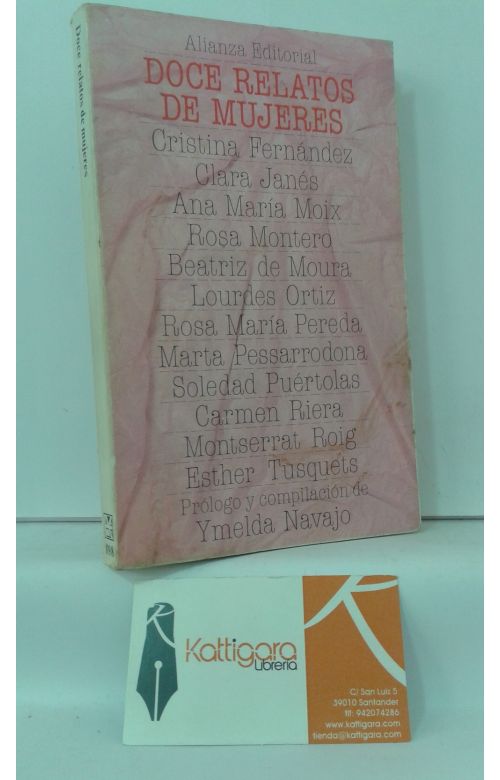 Alianza Editorial
DOCE RELATOS
DE MUJERES
Cristina Fernández
Clara Janés
Ana María Moix
Rosa Montero
Beatriz de Moura
Lourdes Ortiz
Rosa María Pereda
Marta Pessarrodona
Soledad Puértolas
Carmen Riera
Montserrat Roig
Esther Tusquets
Prólogo y compilación de
Ymelda Navajo
Doce relatos de mujeres
Kattigara
Librería
C/ San Luis 5
39010 Santander
tlf: 942074286
www.kattigara.com
tienda@kattigara.com